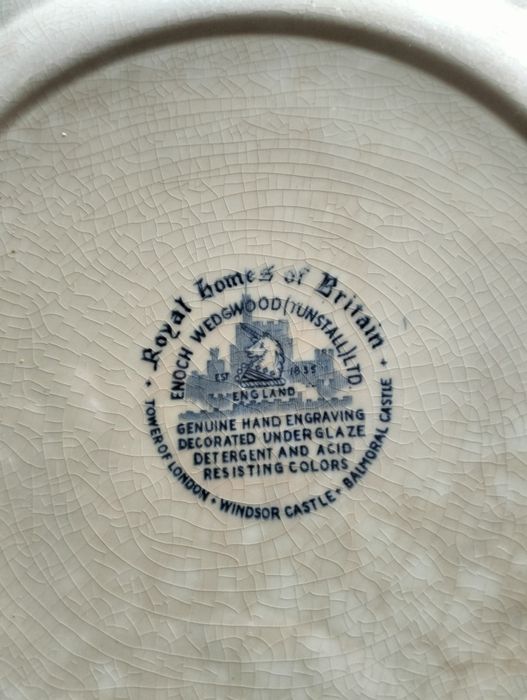 Royal homes of Britain
ENOCH WEDGWOOD (TUNSTALL) LTD.
EST 1835
ENGLAND
GENUINE HAND ENGRAVING
DECORATED UNDERGLAZE
DETERGENT AND ACID
RESISTING COLORS
TOWER OF LONDON • WINDSOR CASTLE • BALMORAL CASTLE